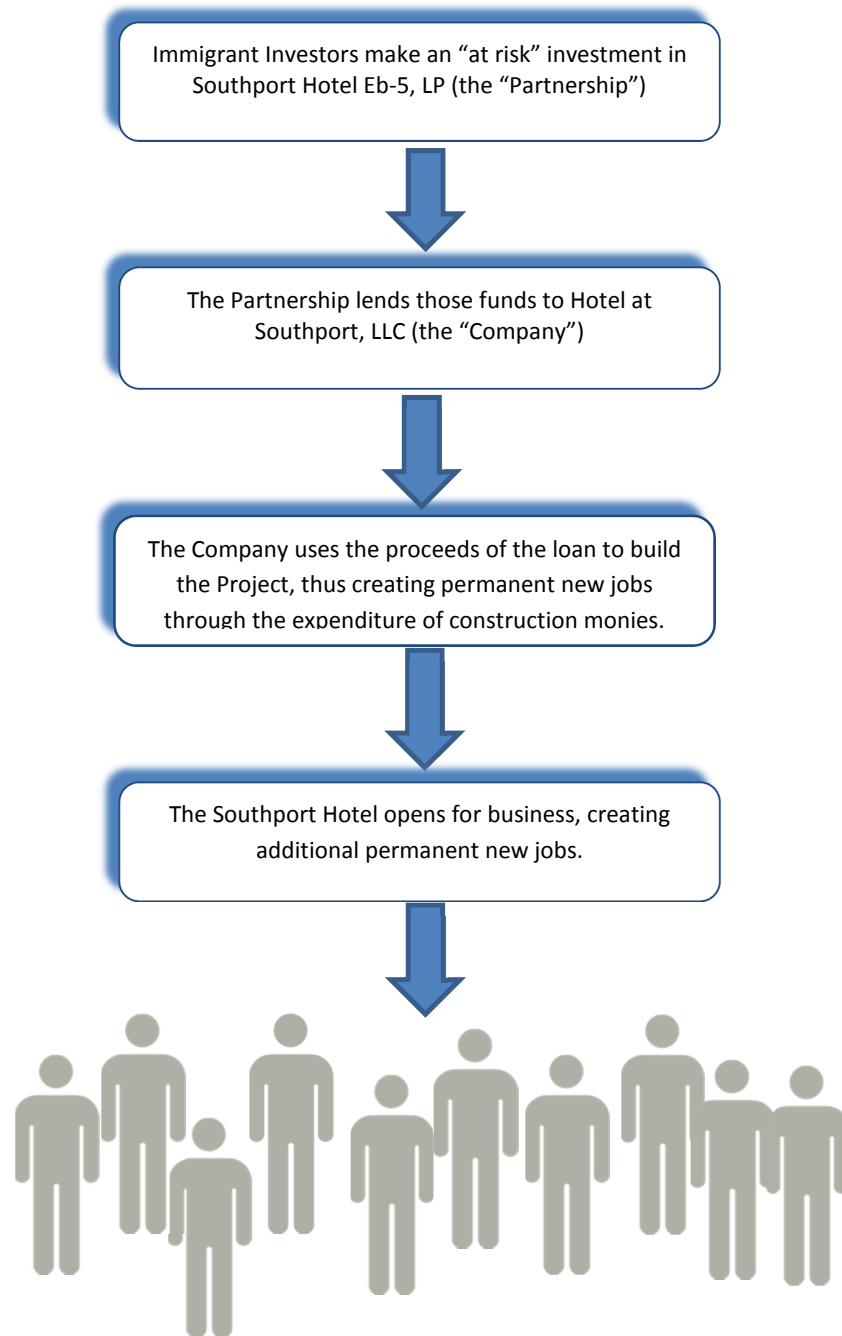 Immigrant Investors make an “at risk” investment in
Southport Hotel Eb-5, LP (the “Partnership”)
The Partnership lends those funds to Hotel at
Southport, LLC (the “Company”)
The Company uses the proceeds of the loan to build
the Project, thus creating permanent new jobs
through the expenditure of construction monies.
The Southport Hotel opens for business, creating
additional permanent new jobs.